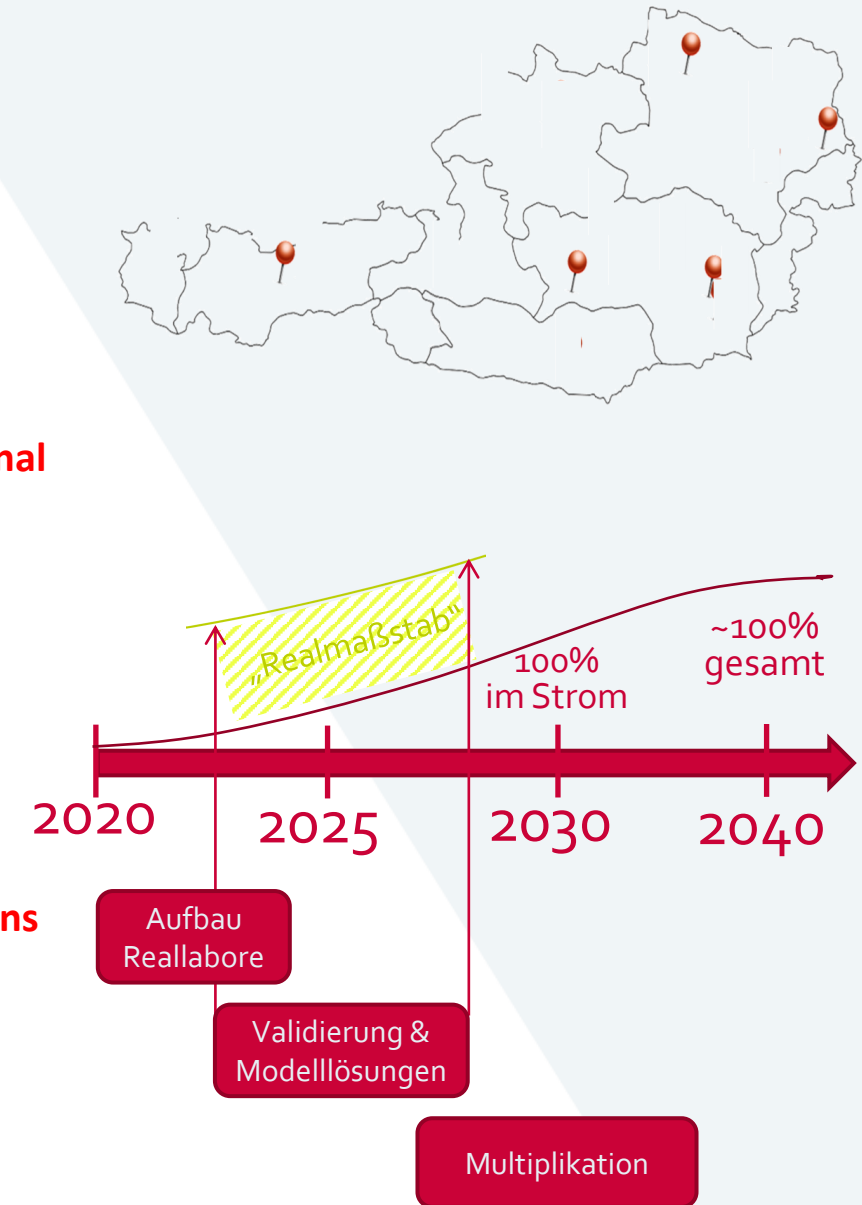 nal
„Realmaßstab"
100%
im Strom
~100%
gesamt
2020
2025
2030
2040
ns
Aufbau
Reallabore
Validierung &
Modelllösungen
Multiplikation